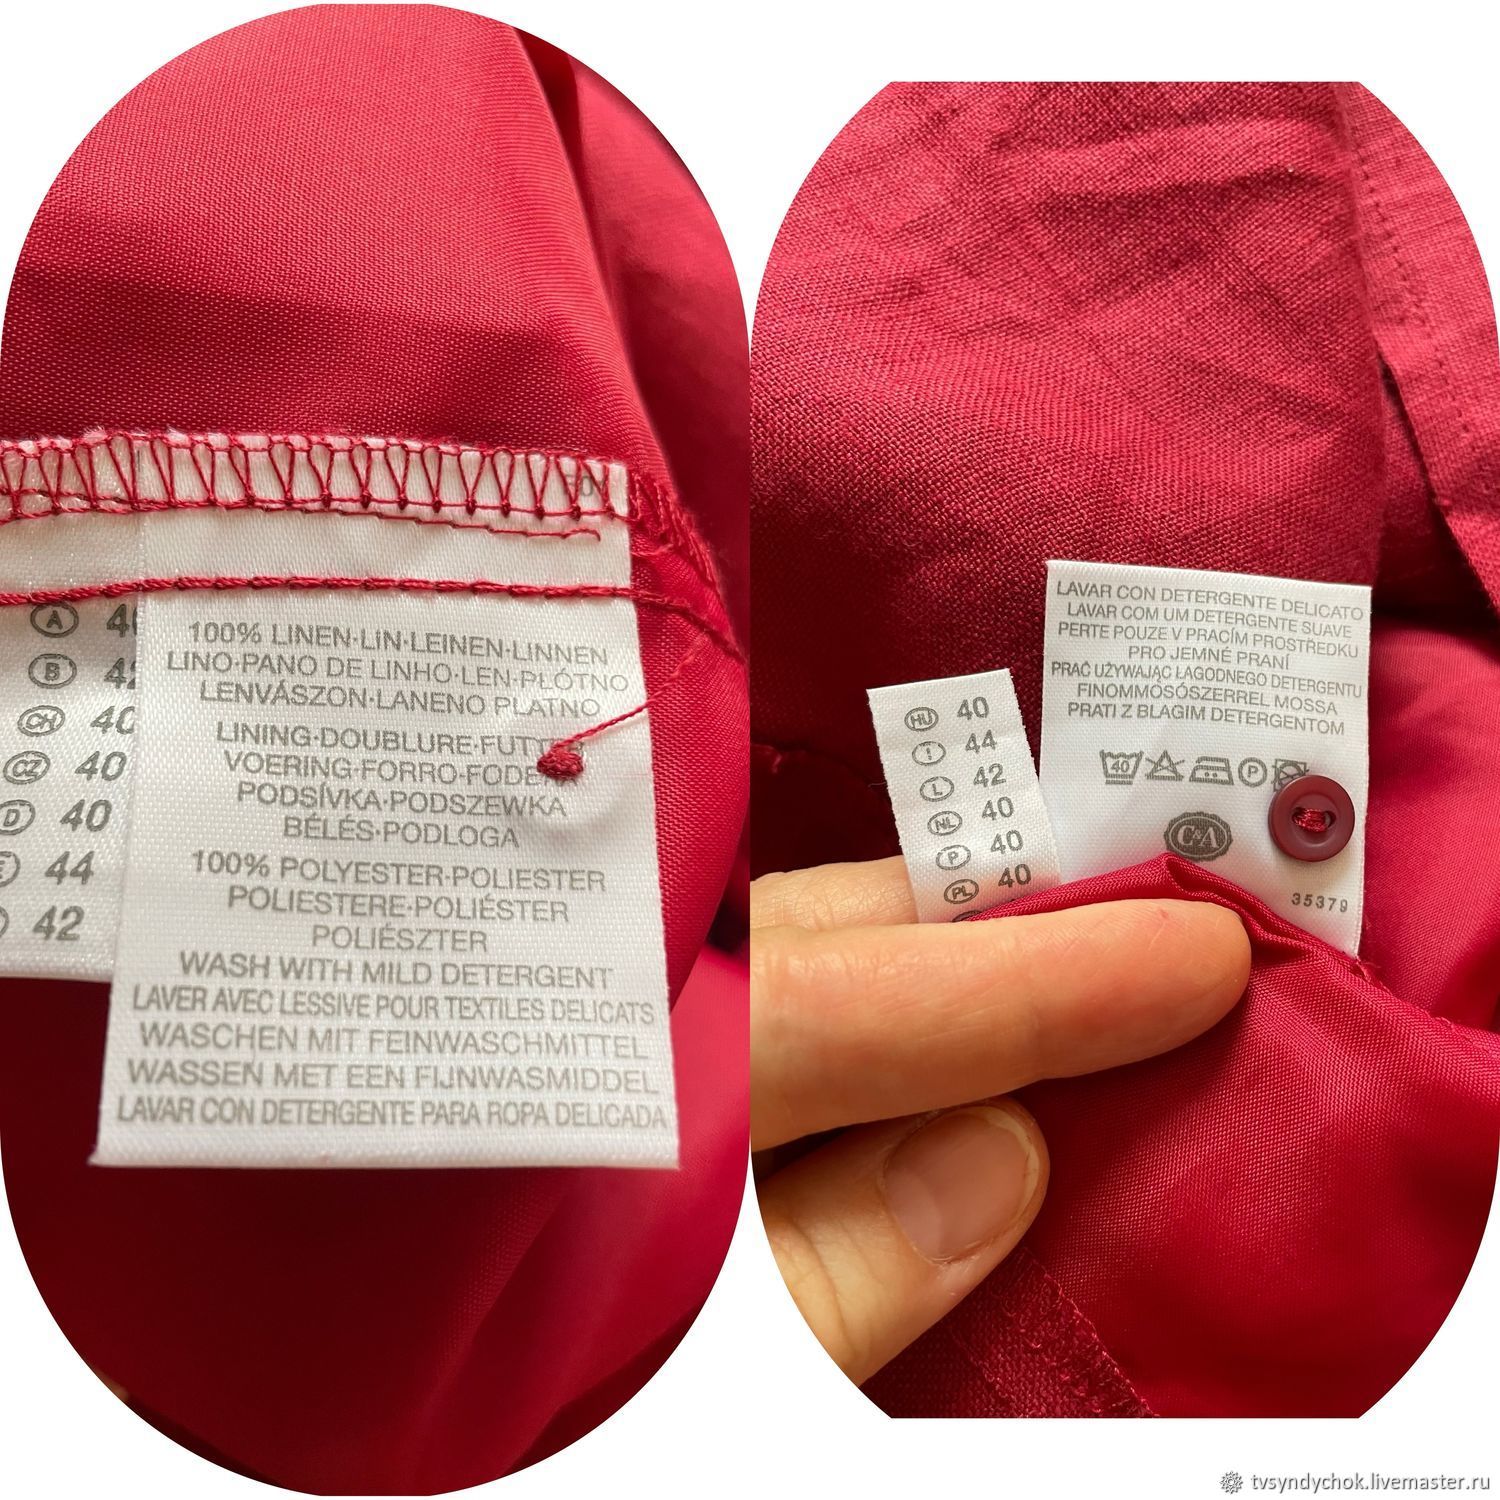 A 40
B 42
CH 40
CZ 40
D 40
E 44
42
100% LINEN·LIN·LEINEN·LINNEN
LINO·PANO DE LINHO·LEN·PŁÓTNO
LENVÁSZON·LANENO PLATNO
LINING·DOUBLURE·FUTTER
VOERING·FORRO·FODE
PODSÍVKA·PODSZEWKA
BÉLÉS·PODLOGA
100% POLYESTER·POLIESTER
POLIESTERE·POLIÉSTER
POLIÉSZTER
WASH WITH MILD DETERGENT
LAVER AVEC LESSIVE POUR TEXTILES DELICATS
WASCHEN MIT FEINWASCHMITTEL
WASSEN MET EEN FIJNWASMIDDEL
LAVAR CON DETERGENTE PARA ROPA DELICADA
HU 40
I 44
L 42
NL 40
P 40
PL 40
LAVAR CON DETERGENTE DELICATO
LAVAR COM UM DETERGENTE SUAVE
PERTE POUZE V PRACÍM PROSTŘEDKU
PRO JEMNÉ PRANÍ
PRAĆ UŻYWAJĄC ŁAGODNEGO DETERGENTU
FINOMMOSÓSZERREL MOSSA
PRATI Z BLAGIM DETERGENTOM
40 P
C&A
35379
tvsyndychok.livemaster.ru